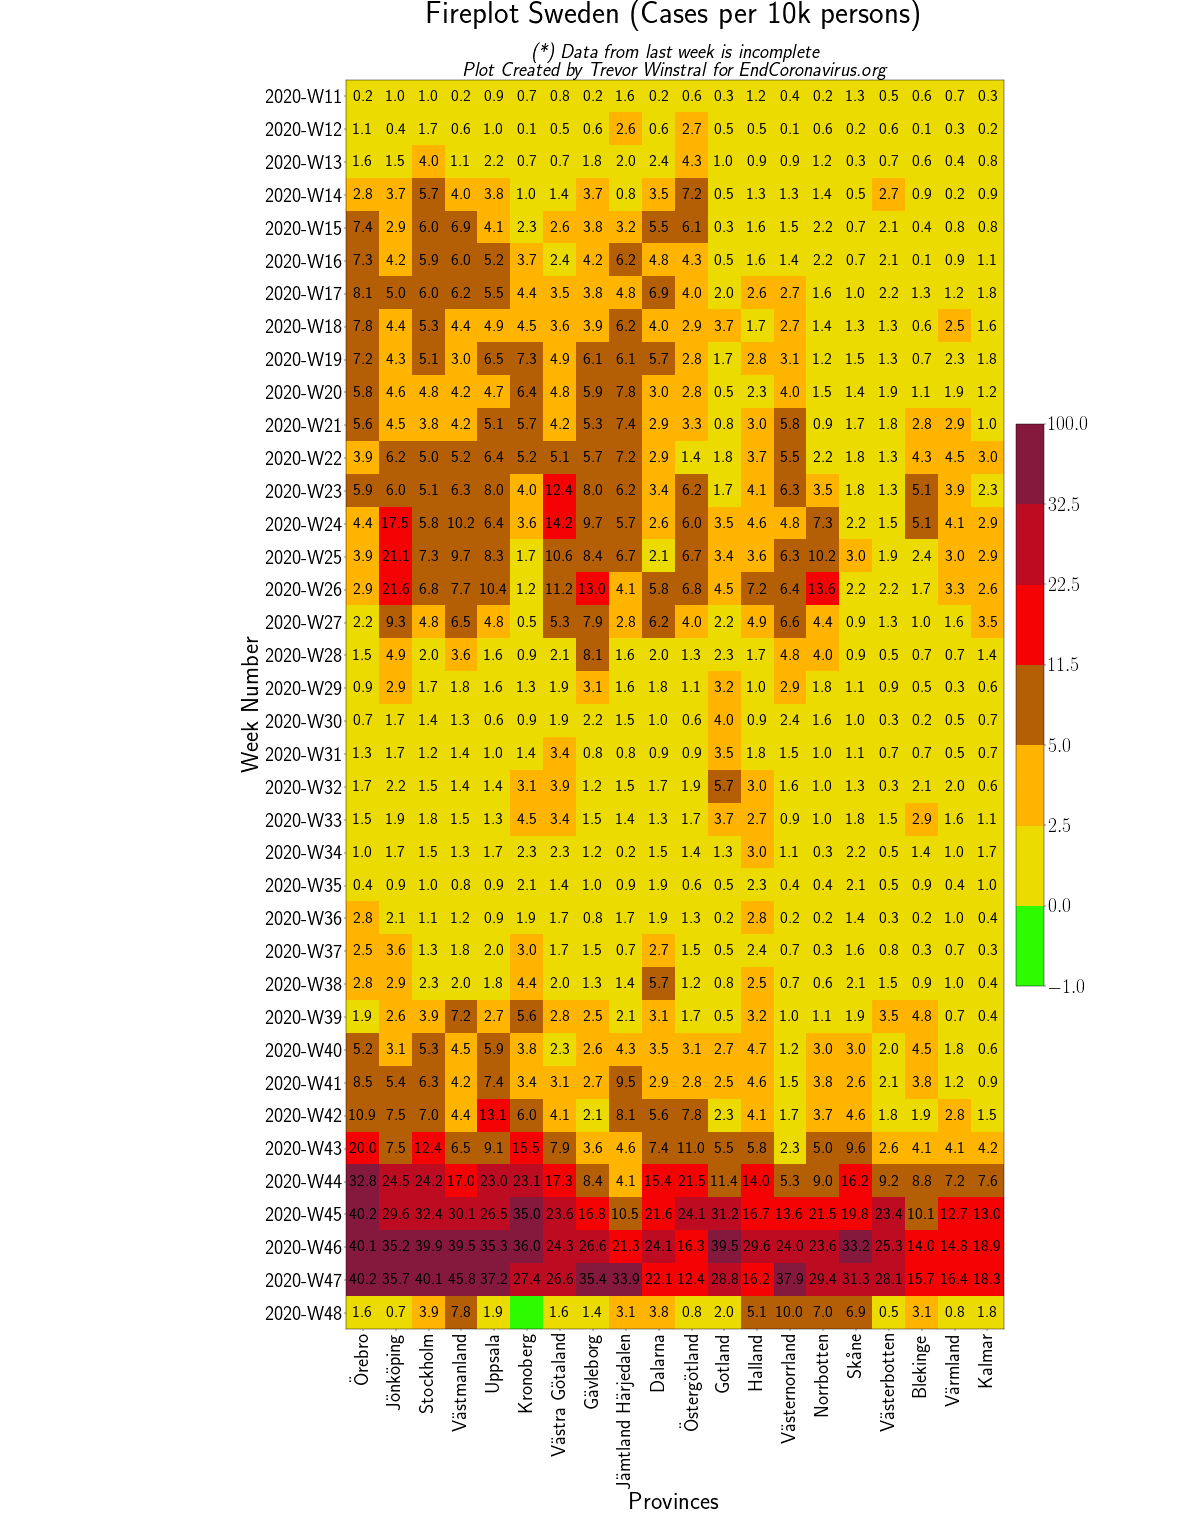 Fireplot Sweden (Cases per 10k persons)
(*) Data from last week is incomplete
Plot Created by Trevor Winstral for EndCoronavirus.org
2020-W11 0.2 1.0 1.0 0.2 0.9 0.7 0.8 0.2 1.6 0.2 0.6 0.3 1.2 0.4 0.2 1.3 0.5 0.6 0.7 0.3
2020-W12 1.1 0.4 1.7 0.6 1.0 0.1 0.5 0.6 2.6 0.6 2.7 0.5 0.5 0.1 0.6 0.2 0.6 0.1 0.3 0.2
2020-W13 1.6 1.5 4.0 1.1 2.2 0.7 0.7 1.8 2.0 2.4 4.3 1.0 0.9 0.9 1.2 0.3 0.7 0.6 0.4 0.8
2020-W14 2.8 3.7 5.7 4.0 3.8 1.0 1.4 3.7 0.8 3.5 7.2 0.5 1.3 1.3 1.4 0.5 2.7 0.9 0.2 0.9
2020-W15 7.4 2.9 6.0 6.9 4.1 2.3 2.6 3.8 3.2 5.5 6.1 0.3 1.6 1.5 2.2 0.7 2.1 0.4 0.8 0.8
2020-W16 7.3 4.2 5.9 6.0 5.2 3.7 2.4 4.2 6.2 4.8 4.3 0.5 1.6 1.4 2.2 0.7 2.1 0.1 0.9 1.1
2020-W17 8.1 5.0 6.0 6.2 5.5 4.4 3.5 3.8 4.8 6.9 4.0 2.0 2.6 2.7 1.6 1.0 2.2 1.3 1.2 1.8
2020-W18 7.8 4.4 5.3 4.4 4.9 4.5 3.6 3.9 6.2 4.0 2.9 3.7 1.7 2.7 1.4 1.3 1.3 0.6 2.5 1.6
2020-W19 7.2 4.3 5.1 3.0 6.5 7.3 4.9 6.1 6.1 5.7 2.8 1.7 2.8 3.1 1.2 1.5 1.3 0.7 2.3 1.8
2020-W20 5.8 4.6 4.8 4.2 4.7 6.4 4.8 5.9 7.8 3.0 2.8 0.5 2.3 4.0 1.5 1.4 1.9 1.1 1.9 1.2
2020-W21 5.6 4.5 3.8 4.2 5.1 5.7 4.2 5.3 7.4 2.9 3.3 0.8 3.0 5.8 0.9 1.7 1.8 2.8 2.9 1.0
2020-W22 3.9 6.2 5.0 5.2 6.4 5.2 5.1 5.7 7.2 2.9 1.4 1.8 3.7 5.5 2.2 1.8 1.3 4.3 4.5 3.0
2020-W23 5.9 6.0 5.1 6.3 8.0 4.0 12.4 8.0 6.2 3.4 6.2 1.7 4.1 6.3 3.5 1.8 1.3 5.1 3.9 2.3
2020-W24 4.4 17.5 5.8 10.2 6.4 3.6 14.2 9.7 5.7 2.6 6.0 3.5 4.6 4.8 7.3 2.2 1.5 5.1 4.1 2.9
2020-W25 3.9 21.1 7.3 9.7 8.3 1.7 10.6 8.4 6.7 2.1 6.7 3.4 3.6 6.3 10.2 3.0 1.9 2.4 3.0 2.9
2020-W26 2.9 21.6 6.8 7.7 10.4 1.2 11.2 13.0 4.1 5.8 6.8 4.5 7.2 6.4 13.6 2.2 2.2 1.7 3.3 2.6
2020-W27 2.2 9.3 4.8 6.5 4.8 0.5 5.3 7.9 2.8 6.2 4.0 2.2 4.9 6.6 4.4 0.9 1.3 1.0 1.6 3.5
2020-W28 1.5 4.9 2.0 3.6 1.6 0.9 2.1 8.1 1.6 2.0 1.3 2.3 1.7 4.8 4.0 0.9 0.5 0.7 0.7 1.4
2020-W29 0.9 2.9 1.7 1.8 1.6 1.3 1.9 3.1 1.6 1.8 1.1 3.2 1.0 2.9 1.8 1.1 0.9 0.5 0.3 0.6
2020-W30 0.7 1.7 1.4 1.3 0.6 0.9 1.9 2.2 1.5 1.0 0.6 4.0 0.9 2.4 1.6 1.0 0.3 0.2 0.5 0.7
2020-W31 1.3 1.7 1.2 1.4 1.0 1.4 3.4 0.8 0.8 0.9 0.9 3.5 1.8 1.5 1.0 1.1 0.7 0.7 0.5 0.7
2020-W32 1.7 2.2 1.5 1.4 1.4 3.1 3.9 1.2 1.5 1.7 1.9 5.7 3.0 1.6 1.0 1.3 0.3 2.1 2.0 0.6
2020-W33 1.5 1.9 1.8 1.5 1.3 4.5 3.4 1.5 1.4 1.3 1.7 3.7 2.7 0.9 1.0 1.8 1.5 2.9 1.6 1.1
2020-W34 1.0 1.7 1.5 1.3 1.7 2.3 2.3 1.2 0.2 1.5 1.4 1.3 3.0 1.1 0.3 2.2 0.5 1.4 1.0 1.7
2020-W35 0.4 0.9 1.0 0.8 0.9 2.1 1.4 1.0 0.9 1.9 0.6 0.5 2.3 0.4 0.4 2.1 0.5 0.9 0.4 1.0
2020-W36 2.8 2.1 1.1 1.2 0.9 1.9 1.7 0.8 1.7 1.9 1.3 0.2 2.8 0.2 0.2 1.4 0.3 0.2 1.0 0.4
2020-W37 2.5 3.6 1.3 1.8 2.0 3.0 1.7 1.5 0.7 2.7 1.5 0.5 2.4 0.7 0.3 1.6 0.8 0.3 0.7 0.3
2020-W38 2.8 2.9 2.3 2.0 1.8 4.4 2.0 1.3 1.4 5.7 1.2 0.8 2.5 0.7 0.6 2.1 1.5 0.9 1.0 0.4
2020-W39 1.9 2.6 3.9 7.2 2.7 5.6 2.8 2.5 2.1 3.1 1.7 0.5 3.2 1.0 1.1 1.9 3.5 4.8 0.7 0.4
2020-W40 5.2 3.1 5.3 4.5 5.9 3.8 2.3 2.6 4.3 3.5 3.1 2.7 4.7 1.2 3.0 3.0 2.0 4.5 1.8 0.6
2020-W41 8.5 5.4 6.3 4.2 7.4 3.4 3.1 2.7 9.5 2.9 2.8 2.5 4.6 1.5 3.8 2.6 2.1 3.8 1.2 0.9
2020-W42 10.9 7.5 7.0 4.4 13.1 6.0 4.1 2.1 8.1 5.6 7.8 2.3 4.1 1.7 3.7 4.6 1.8 1.9 2.8 1.5
2020-W43 20.0 7.5 12.4 6.5 9.1 15.5 7.9 3.6 4.6 7.4 11.0 5.5 5.8 2.3 5.0 9.6 2.6 4.1 4.1 4.2
2020-W44 32.8 24.5 24.2 17.0 23.0 23.1 17.3 8.4 4.1 15.4 21.5 11.4 14.0 5.3 9.0 16.2 9.2 8.8 7.2 7.6
2020-W45 40.2 29.6 32.4 30.1 26.5 35.0 23.6 16.8 10.5 21.6 24.1 31.2 16.7 13.6 21.5 19.8 23.4 10.1 12.7 13.0
2020-W46 40.1 35.2 39.9 39.5 35.3 36.0 24.3 26.6 21.3 24.1 16.3 39.5 29.6 24.0 23.6 33.2 25.3 14.0 14.8 18.9
2020-W47 40.2 35.7 40.1 45.8 37.2 27.4 26.6 35.4 33.9 22.1 12.4 28.8 16.2 37.9 29.4 31.3 28.1 15.7 16.4 18.3
2020-W48 1.6 0.7 3.9 7.8 1.9 1.6 1.4 3.1 3.8 0.8 2.0 5.1 10.0 7.0 6.9 0.5 3.1 0.8 1.8
Week Number
Örebro
Jönköping
Stockholm
Västmanland
Uppsala
Kronoberg
Västra Götaland
Gävleborg
Jämtland Härjedalen
Dalarna
Östergötland
Gotland
Halland
Västernorrland
Norrbotten
Skåne
Västerbotten
Blekinge
Värmland
Kalmar
Provinces
100.0
32.5
22.5
11.5
5.0
2.5
0.0
−1.0